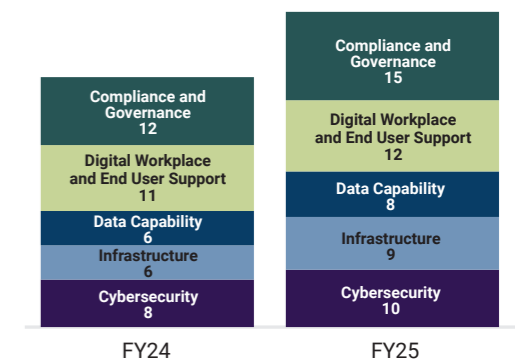 Compliance and
Governance
12
Digital Workplace
and End User Support
11
Data Capability
6
Infrastructure
6
Cybersecurity
8
FY24
Compliance and
Governance
15
Digital Workplace
and End User Support
12
Data Capability
8
Infrastructure
9
Cybersecurity
10
FY25